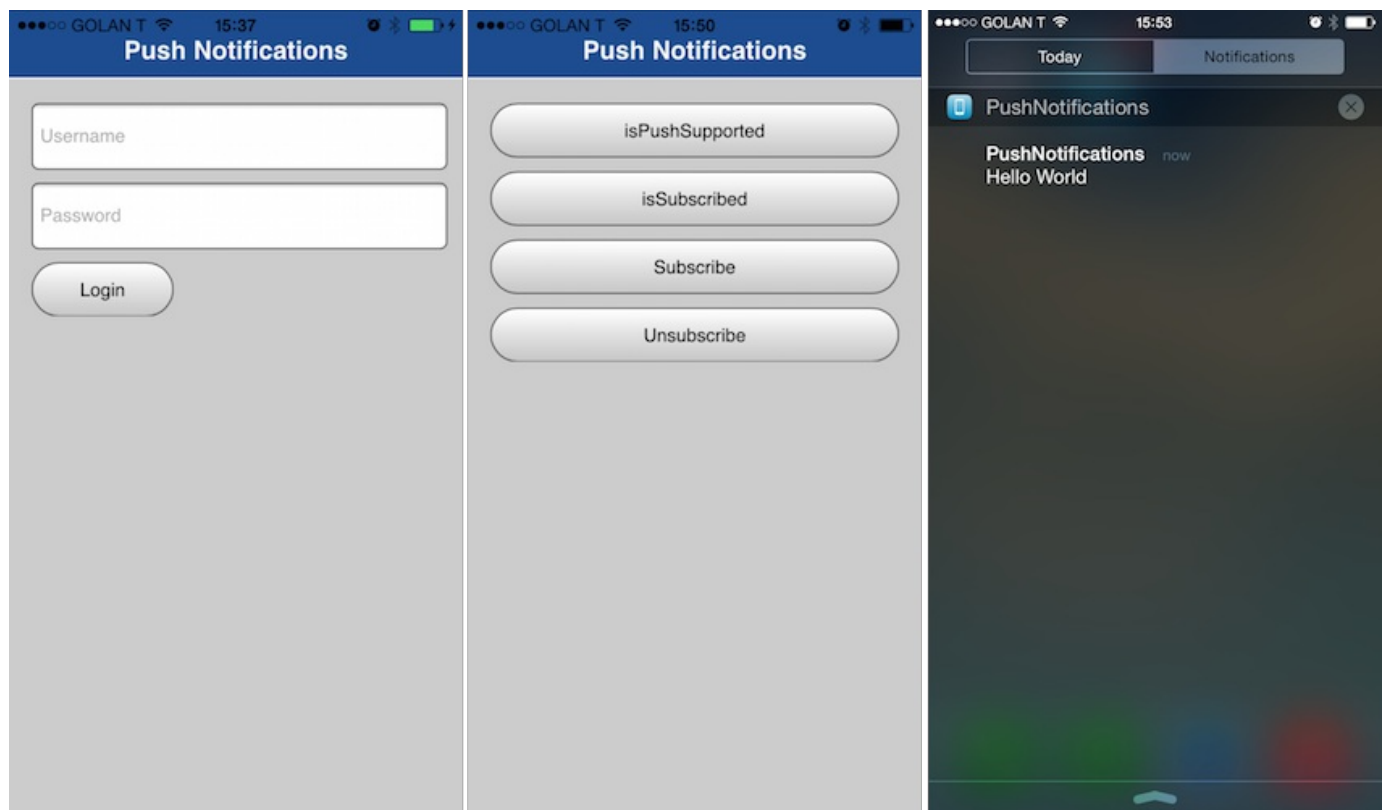 GOLAN T 15:37
Push Notifications
Username
Password
Login
GOLAN T 15:50
Push Notifications
isPushSupported
isSubscribed
Subscribe
Unsubscribe
GOLAN T 15:53
Today Notifications
PushNotifications
PushNotifications now
Hello World